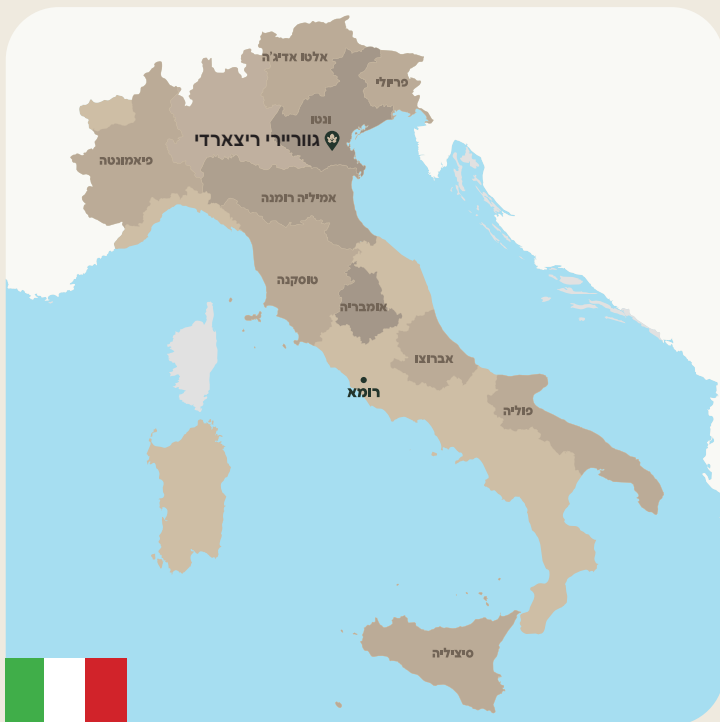 אלטו אדיג'ה
פריולי
ונטו
גווריירי ריצארדי
פיאמונטה
אמיליה רומנה
טוסקנה
אומבריה
אברוצו
רומא
פוליה
סיציליה